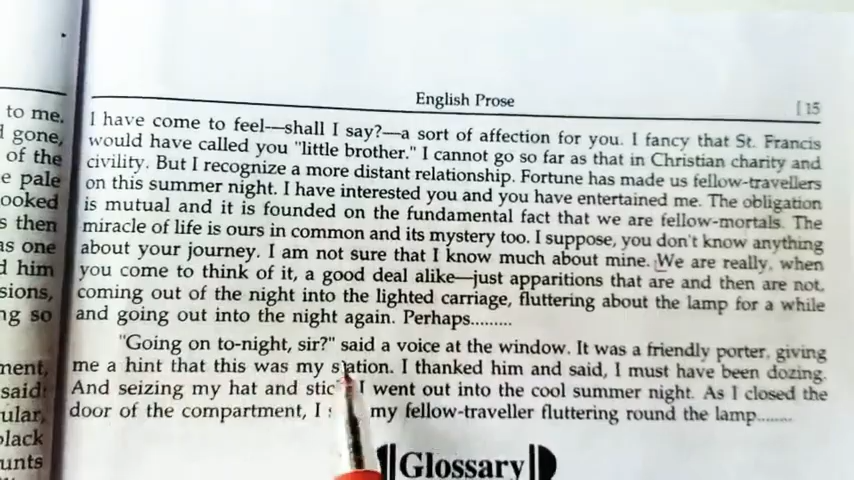 English Prose
[ 15
to me.
gone,
of the
e pale
ooked
s then
as one
d him
sions,
ng so
I have come to feel—shall I say?—a sort of affection for you. I fancy that St. Francis
would have called you "little brother." I cannot go so far as that in Christian charity and
civility. But I recognize a more distant relationship. Fortune has made us fellow-travellers
on this summer night. I have interested you and you have entertained me. The obligation
is mutual and it is founded on the fundamental fact that we are fellow-mortals. The
miracle of life is ours in common and its mystery too. I suppose, you don't know anything
about your journey. I am not sure that I know much about mine. We are really, when
you come to think of it, a good deal alike—just apparitions that are and then are not,
coming out of the night into the lighted carriage, fluttering about the lamp for a while
and going out into the night again. Perhaps.........
"Going on to-night, sir?" said a voice at the window. It was a friendly porter, giving
me a hint that this was my station. I thanked him and said, I must have been dozing.
And seizing my hat and stic I went out into the cool summer night. As I closed the
door of the compartment, I my fellow-traveller fluttering round the lamp.......
ment,
said:
ular,
olack
unts
Glossary